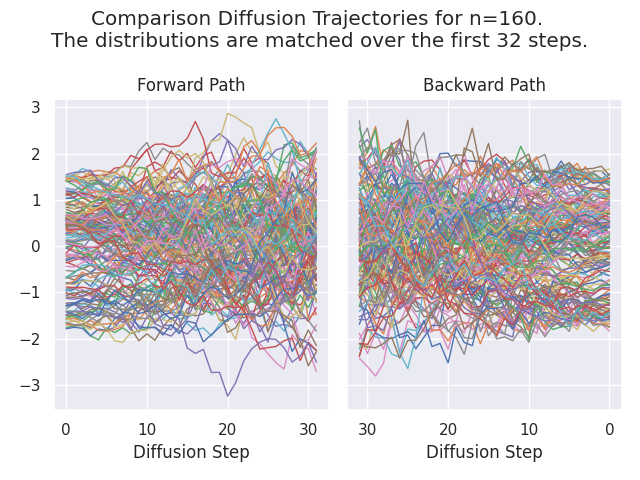 Comparison Diffusion Trajectories for n=160.
The distributions are matched over the first 32 steps.
Forward Path
Backward Path
3
2
1
0
−1
−2
−3
0 10 20 30
30 20 10 0
Diffusion Step
Diffusion Step